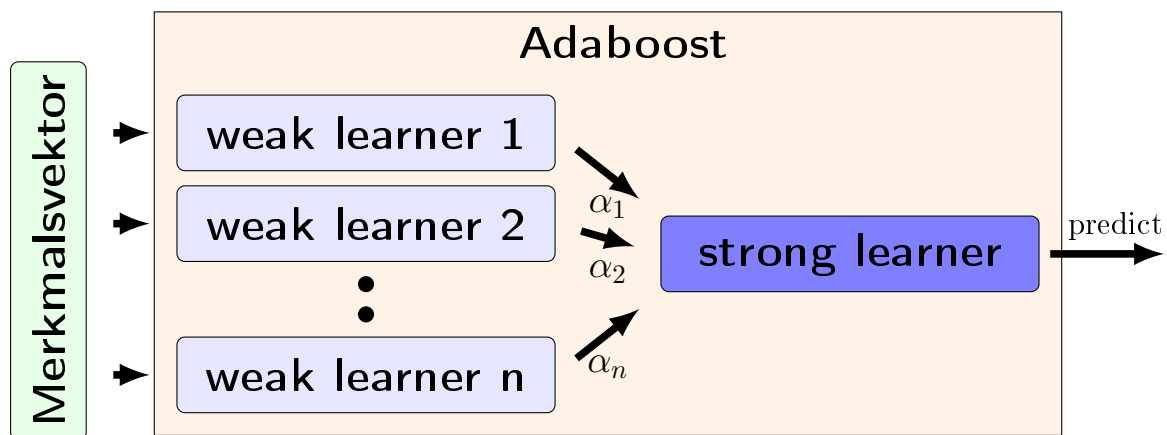 Adaboost
Merkmalsvektor
weak learner 1
α₁
weak learner 2
α₂
strong learner
predict
weak learner n
αₙ